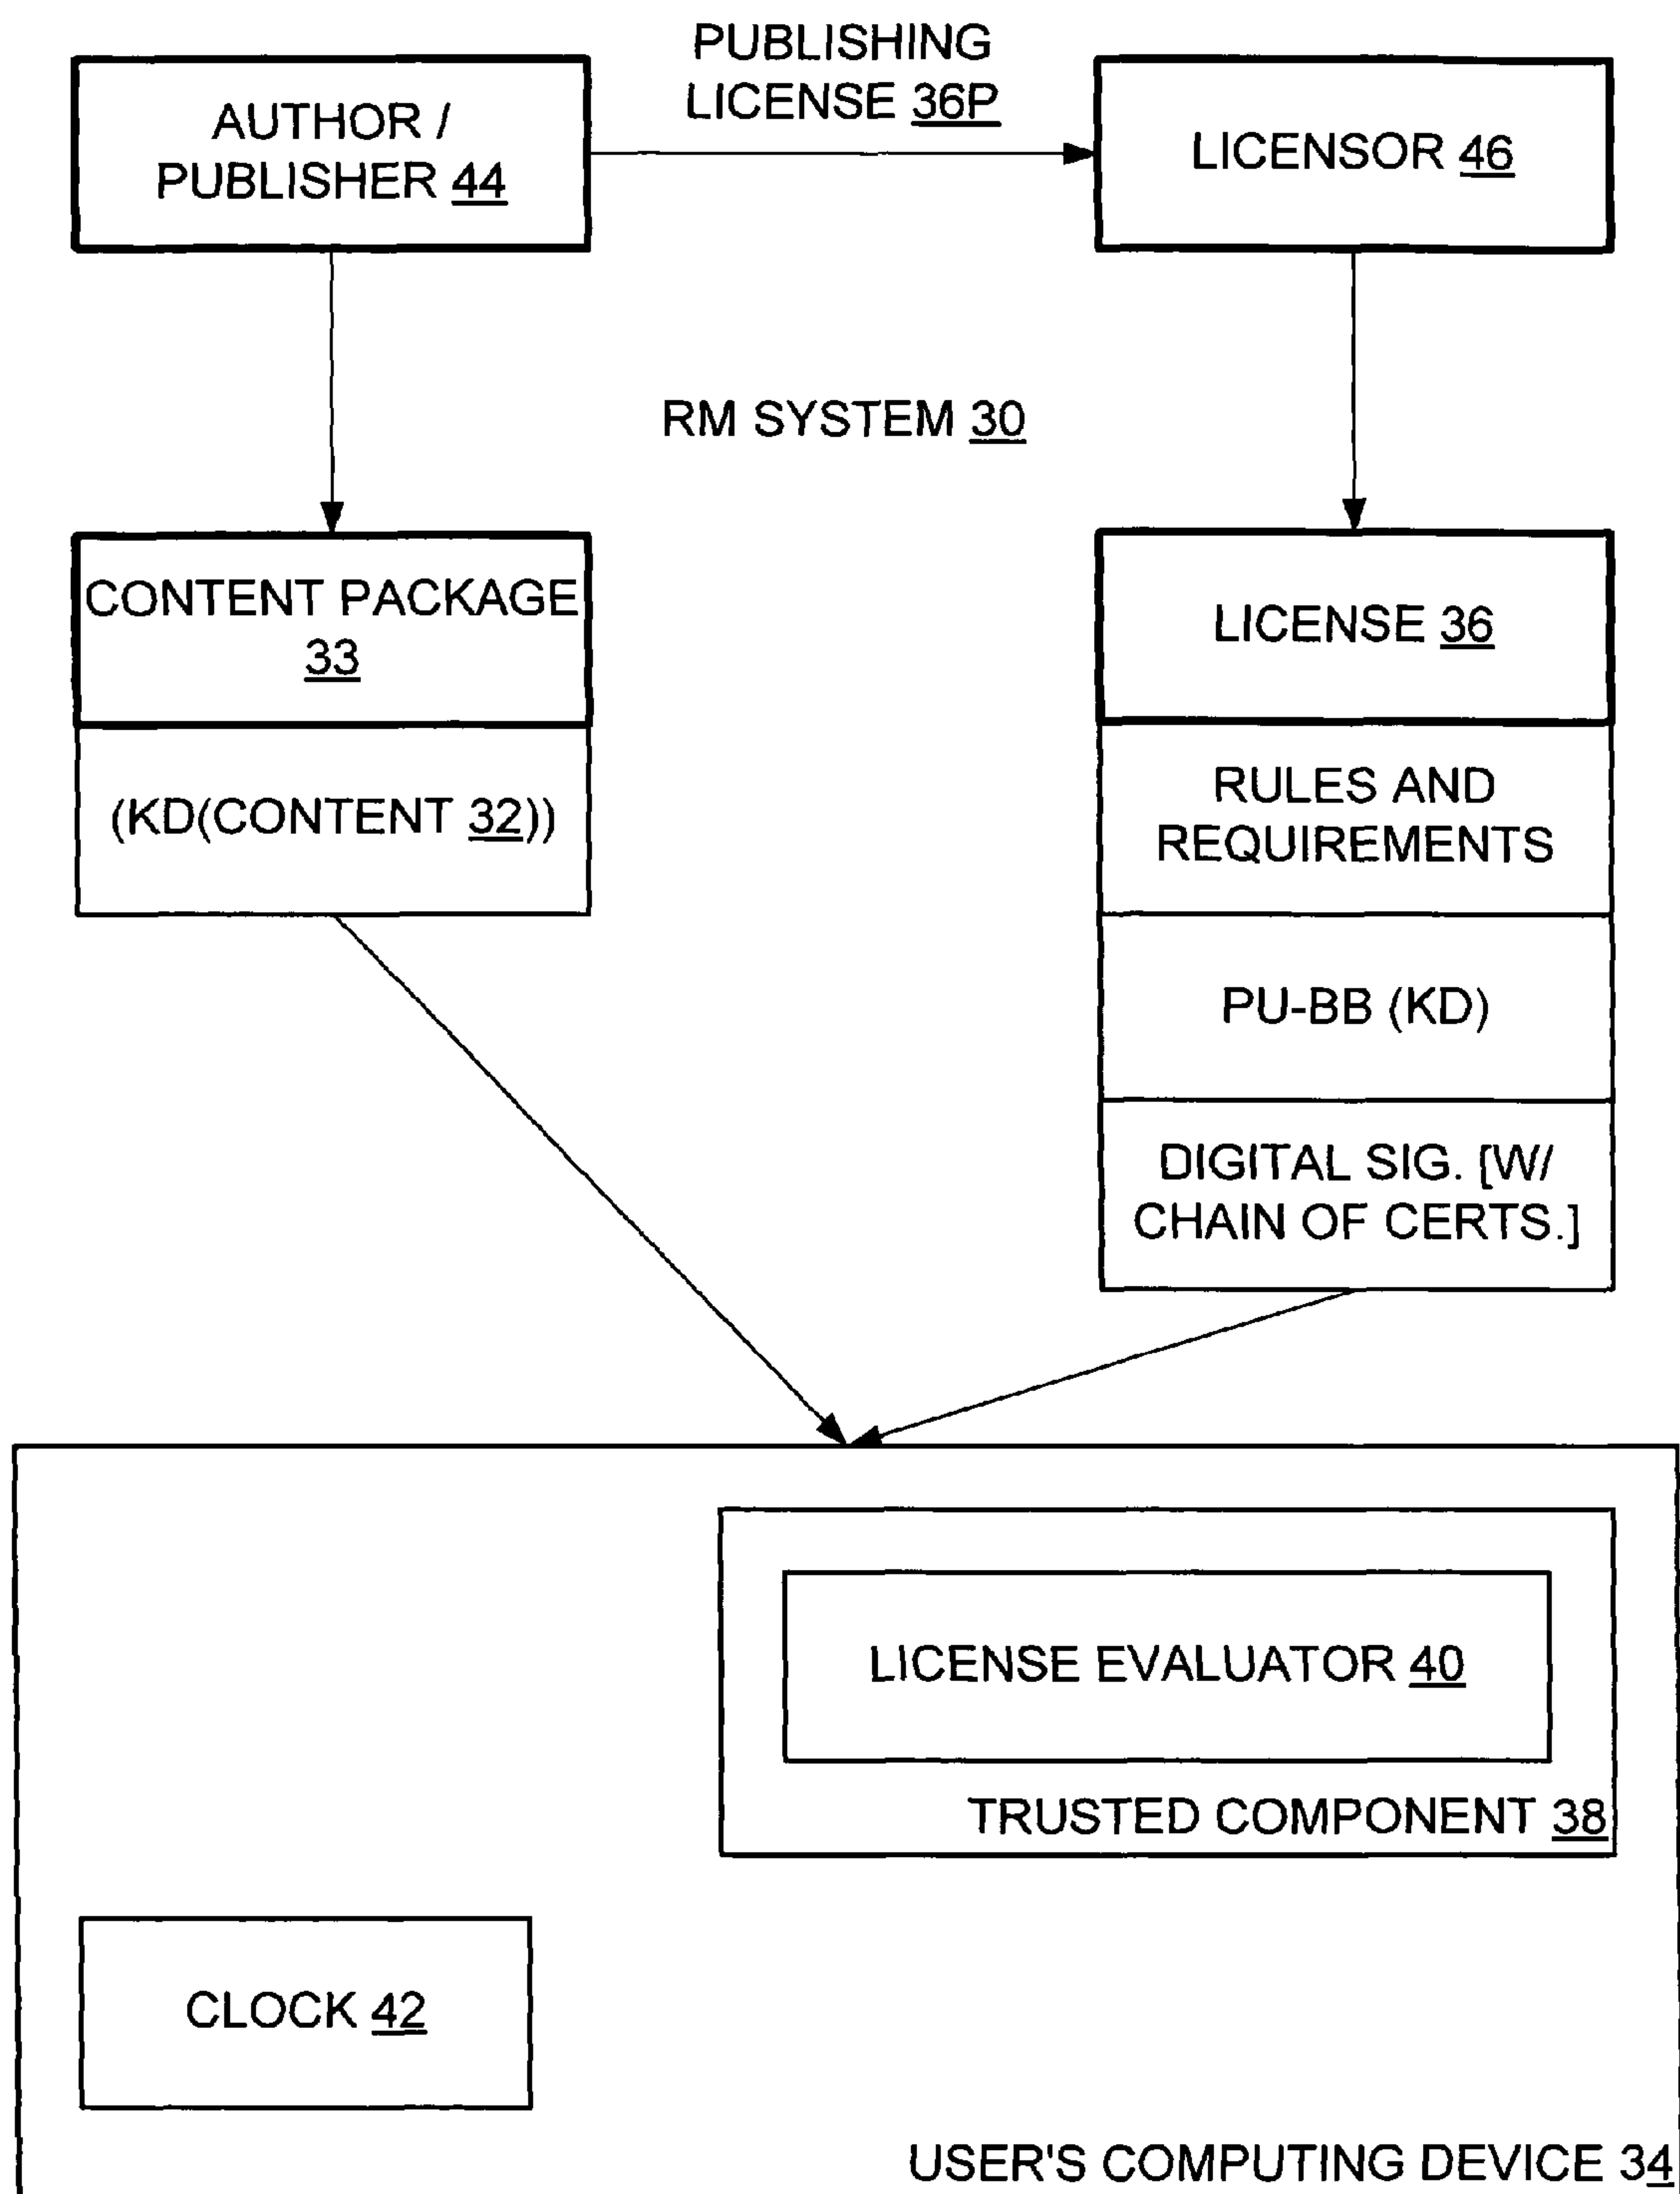 PUBLISHING
LICENSE 36P
AUTHOR /
PUBLISHER 44
LICENSOR 46
RM SYSTEM 30
CONTENT PACKAGE
33
(KD(CONTENT 32))
LICENSE 36
RULES AND
REQUIREMENTS
PU-BB (KD)
DIGITAL SIG. [W/
CHAIN OF CERTS.]
LICENSE EVALUATOR 40
TRUSTED COMPONENT 38
CLOCK 42
USER'S COMPUTING DEVICE 34